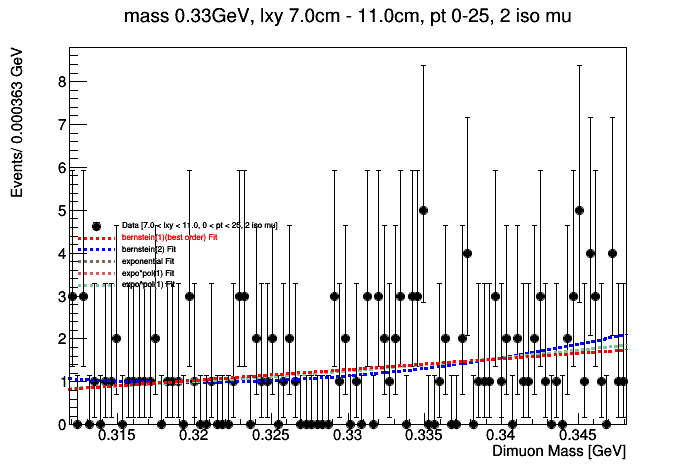 mass 0.33GeV, lxy 7.0cm - 11.0cm, pt 0-25, 2 iso mu
Events/ 0.000363 GeV
8
7
6
5
4
3
2
1
0
Data [7.0 < lxy < 11.0, 0 < pt < 25, 2 iso mu]
bernstein(1)(best order) Fit
bernstein(2) Fit
exponential Fit
expo*pol(1) Fit
expo*pol(1) Fit
0.315 0.32 0.325 0.33 0.335 0.34 0.345
Dimuon Mass [GeV]